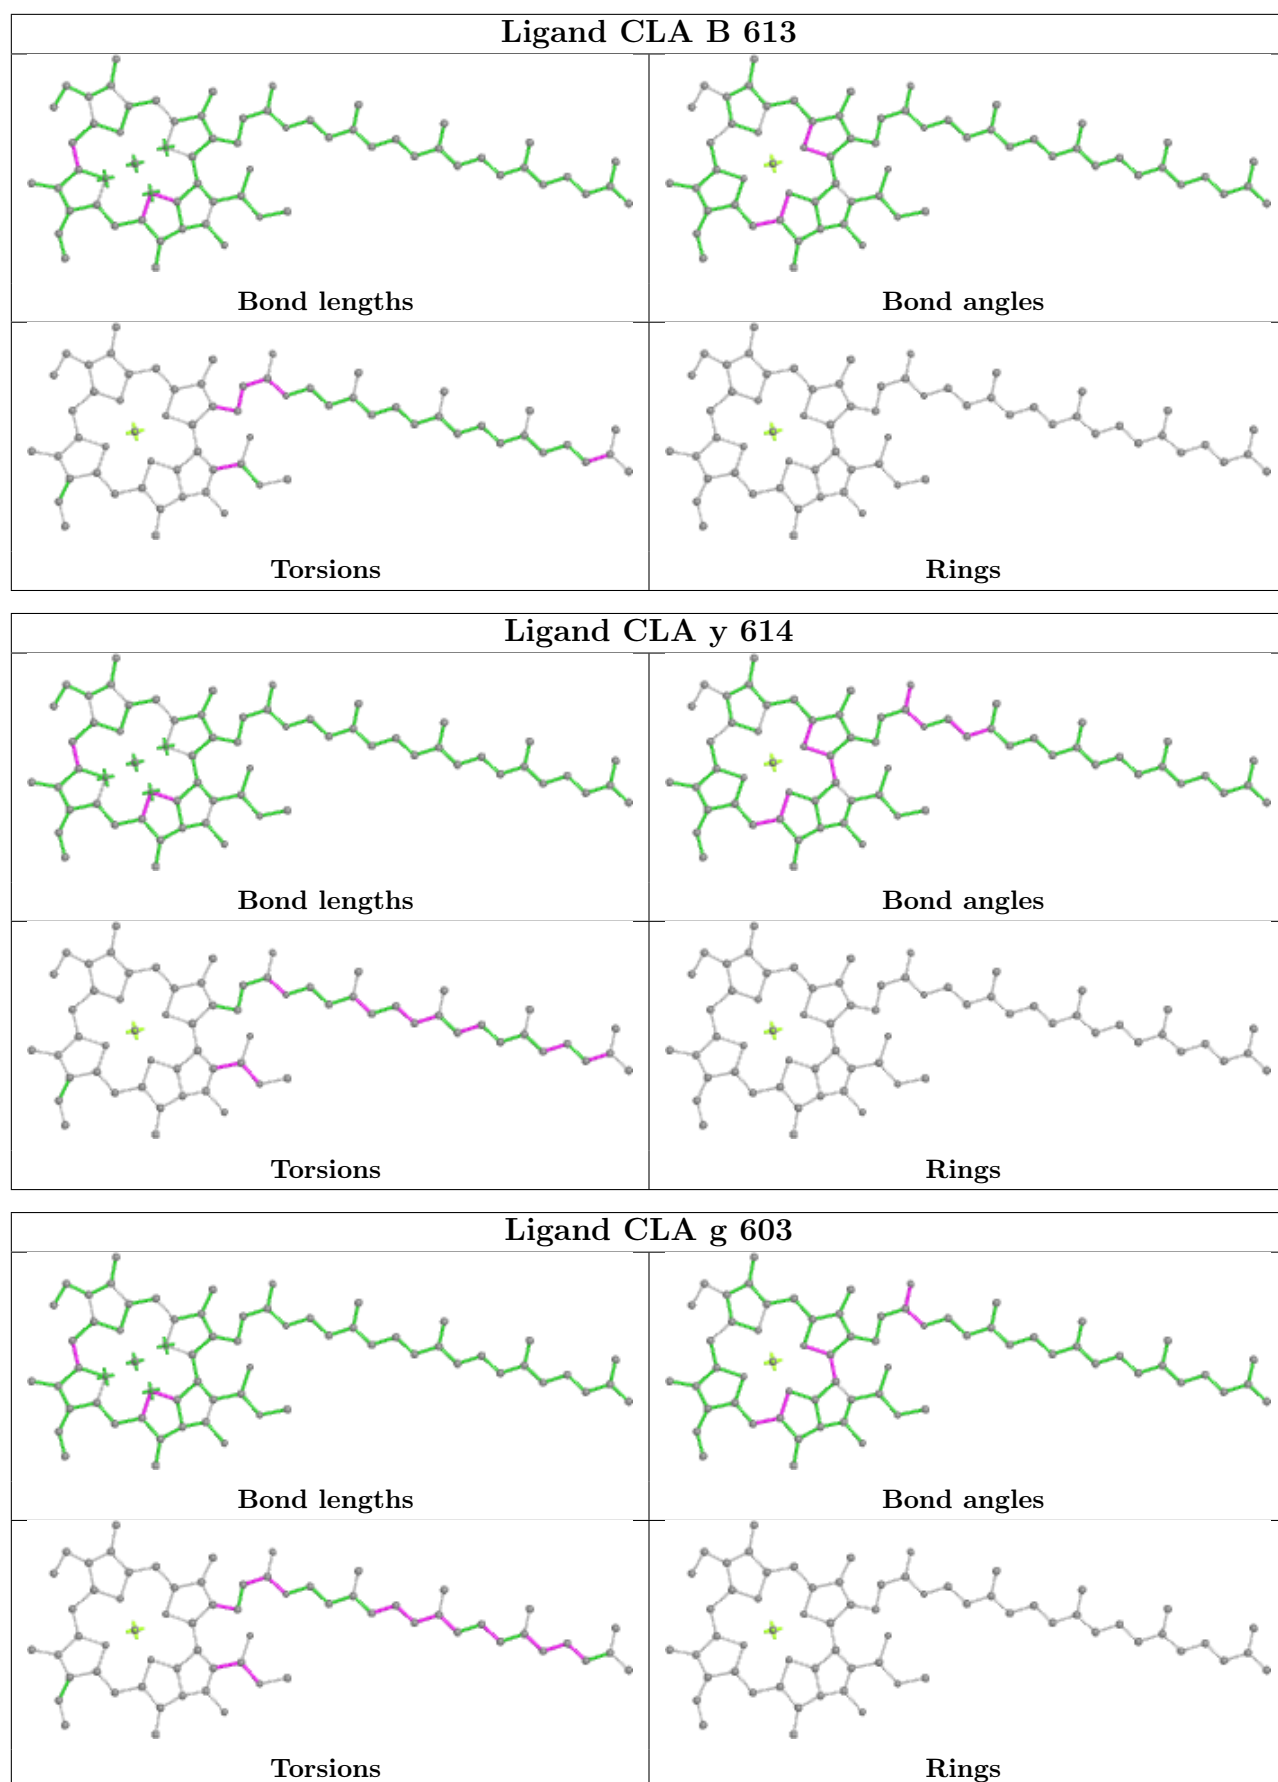 Ligand CLA B 613
Bond lengths
Bond angles
Torsions
Rings
Ligand CLA y 614
Bond lengths
Bond angles
Torsions
Rings
Ligand CLA g 603
Bond lengths
Bond angles
Torsions
Rings